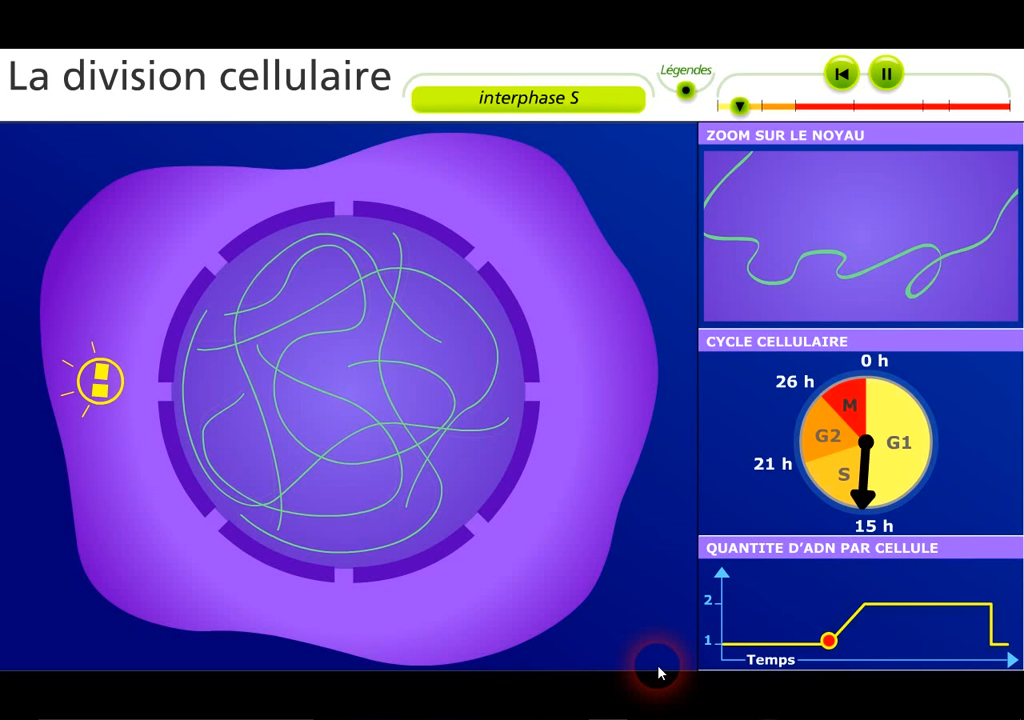 La division cellulaire
interphase S
Légendes
ZOOM SUR LE NOYAU
CYCLE CELLULAIRE
0 h
26 h
M
G2
G1
21 h
S
15 h
QUANTITE D’ADN PAR CELLULE
2
1
Temps